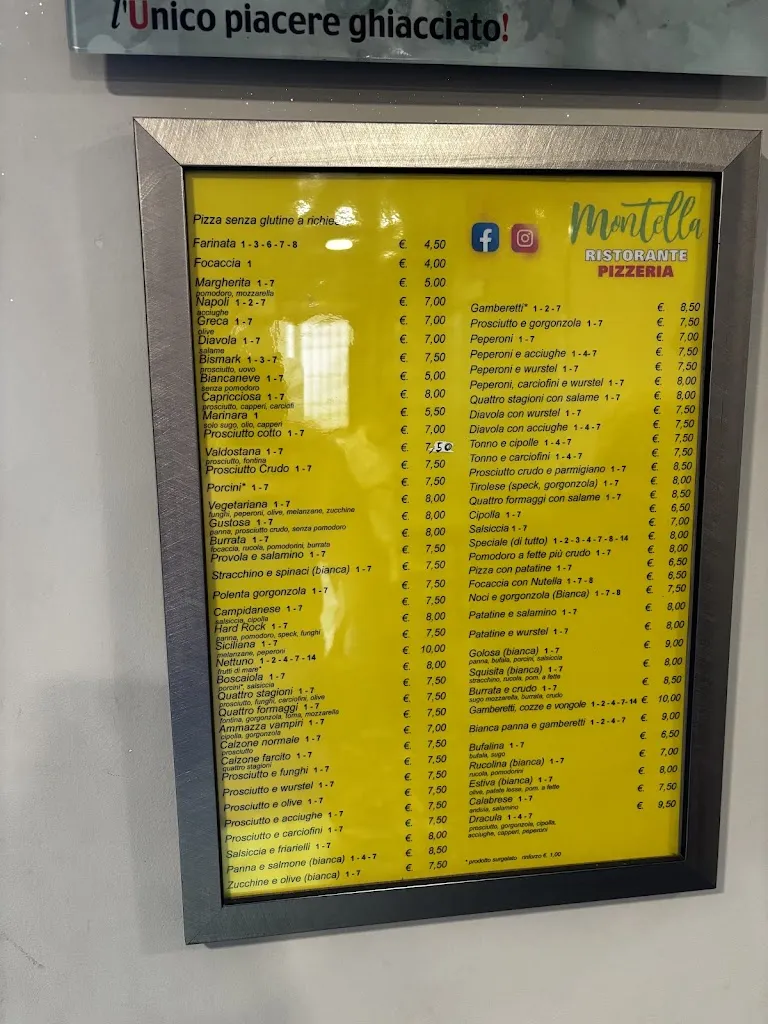 l'Unico piacere ghiacciato!
Montella
RISTORANTE
PIZZERIA
Pizza senza glutine a
Farinata 1 - 3 - 6 - 7 - 8 €. 4,50
Focaccia 1 €. 4,00
Margherita 1 - 7 €. 5,00
pomodoro, mozzarella
Napoli 1 - 2 - 7 €. 7,00
acciughe
Greca 1 - 7 €. 7,00
olive
Diavola 1 - 7 €. 7,00
salame
Bismark 1 - 3 - 7 €. 7,50
prosciutto, uovo
Biancaneve 1 - 7 €. 5,00
senza pomodoro
Capricciosa 1 - 7 €. 8,00
prosciutto, capperi, carciofi
Marinara 1 €. 5,50
solo sugo, olio, capperi
Prosciutto cotto 1 - 7 €. 7,00
Valdostana 1 - 7 €. 7,50
prosciutto, fontina
Prosciutto Crudo 1 - 7 €. 7,50
Porcini* 1 - 7 €. 7,50
Vegetariana 1 - 7 €. 8,00
funghi, peperoni, olive, melanzane, zucchine
Gustosa 1 - 7 €. 8,00
panna, prosciutto crudo, senza pomodoro
Burrata 1 - 7 €. 8,00
focaccia, rucola, pomodorini, burrata
Provola e salamino 1 - 7 €. 7,50
Stracchino e spinaci (bianca) 1 - 7 €. 7,50
Polenta gorgonzola 1 - 7 €. 7,50
Campidanese 1 - 7 €. 7,50
salsiccia, cipolla
Hard Rock 1 - 7 €. 8,00
panna, pomodoro, speck, funghi
Siciliana 1 - 7 €. 7,50
melanzane, peperoni
Nettuno 1 - 2 - 4 - 7 - 14 €. 10,00
frutti di mare*
Boscaiola 1 - 7 €. 8,00
porcini*, salsiccia
Quattro stagioni 1 - 7 €. 7,50
prosciutto, funghi, carciofini, olive
Quattro formaggi 1 - 7 €. 7,50
fontina, gorgonzola, toma, mozzarella
Ammazza vampiri 1 - 7 €. 7,00
cipolla, gorgonzola
Calzone normale 1 - 7 €. 7,50
prosciutto
Calzone farcito 1 - 7 €. 7,50
quattro stagioni
Prosciutto e funghi 1 - 7 €. 7,50
Prosciutto e wurstel 1 - 7 €. 7,50
Prosciutto e olive 1 - 7 €. 7,50
Prosciutto e acciughe 1 - 7 €. 7,50
Prosciutto e carciofini 1 - 7 €. 8,00
Salsiccia e friarielli 1 - 7 €. 8,50
Panna e salmone (bianca) 1 - 4 - 7 €. 7,50
Zucchine e olive (bianca) 1 - 7
Gamberetti* 1 - 2 - 7 €. 8,50
Prosciutto e gorgonzola 1 - 7 €. 7,50
Peperoni 1 - 7 €. 7,00
Peperoni e acciughe 1 - 4 - 7 €. 7,50
Peperoni e wurstel 1 - 7 €. 7,50
Peperoni, carciofini e wurstel 1 - 7 €. 8,00
Quattro stagioni con salame 1 - 7 €. 8,00
Diavola con wurstel 1 - 7 €. 7,50
Diavola con acciughe 1 - 4 - 7 €. 7,50
Tonno e cipolle 1 - 4 - 7 €. 7,50
Tonno e carciofini 1 - 4 - 7 €. 7,50
Prosciutto crudo e parmigiano 1 - 7 €. 8,50
Tirolese (speck, gorgonzola) 1 - 7 €. 8,00
Quattro formaggi con salame 1 - 7 €. 8,50
Cipolla 1 - 7 €. 6,50
Salsiccia 1 - 7 €. 7,00
Speciale (di tutto) 1 - 2 - 3 - 4 - 7 - 8 - 14 €. 8,00
Pomodoro a fette più crudo 1 - 7 €. 8,00
Pizza con patatine 1 - 7 €. 6,50
Focaccia con Nutella 1 - 7 - 8 €. 6,50
Noci e gorgonzola (Bianca) 1 - 7 - 8 €. 7,50
Patatine e salamino 1 - 7 €. 8,00
Patatine e wurstel 1 - 7 €. 8,00
Golosa (bianca) 1 - 7 €. 9,00
panna, bufala, porcini, salsiccia
Squisita (bianca) 1 - 7 €. 8,00
stracchino, rucola, pom. a fette
Burrata e crudo 1 - 7 €. 8,50
sugo mozzarella, burrata, crudo
Gamberetti, cozze e vongole 1 - 2 - 4 - 7 - 14 €. 10,00
Bianca panna e gamberetti 1 - 2 - 4 - 7 €. 9,00
Bufalina 1 - 7 €. 6,50
bufala, sugo
Rucolina (bianca) 1 - 7 €. 7,00
rucola, pomodorini
Estiva (bianca) 1 - 7 €. 8,00
olive, patate lesse, pom. a fette
Calabrese 1 - 7 €. 7,50
anduia, salamino
Dracula 1 - 4 - 7 €. 9,50
prosciutto, gorgonzola, cipolla,
acciughe, capperi, peperoni
* prodotto surgelato rinforzo €. 1,00